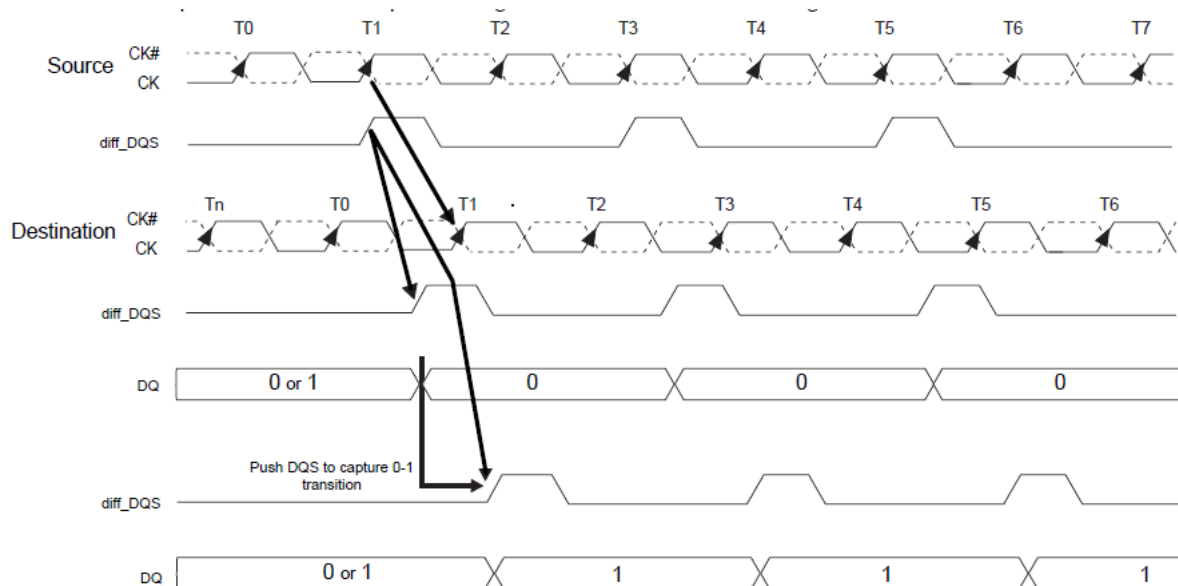 T0 T1 T2 T3 T4 T5 T6 T7
CK#
Source
CK
diff_DQS
Tn T0 T1 T2 T3 T4 T5 T6
CK#
Destination
CK
diff_DQS
DQ 0 or 1 0 0 0
Push DQS to capture 0-1
transition
diff_DQS
DQ 0 or 1 1 1 1